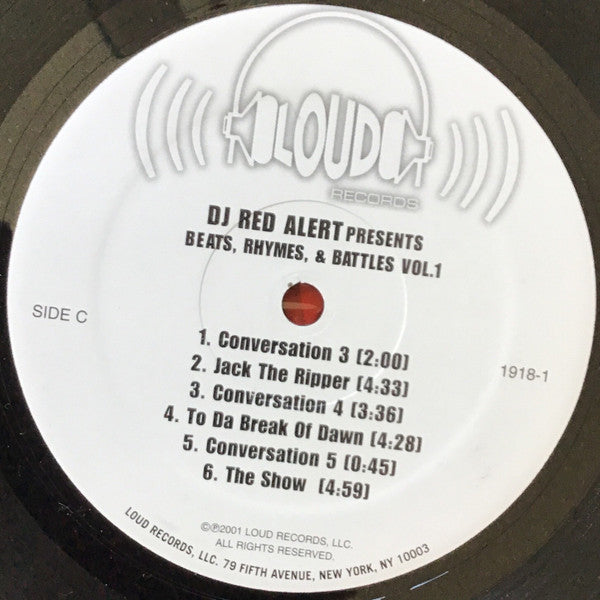 LOUD
RECORDS
DJ RED ALERT PRESENTS
BEATS, RHYMES, & BATTLES VOL.1
SIDE C
1918-1
1. Conversation 3 (2:00)
2. Jack The Ripper (4:33)
3. Conversation 4 (3:36)
4. To Da Break Of Dawn (4:28)
5. Conversation 5 (0:45)
6. The Show (4:59)
©℗2001 LOUD RECORDS, LLC.
ALL RIGHTS RESERVED.
LOUD RECORDS, LLC. 79 FIFTH AVENUE, NEW YORK, NY 10003